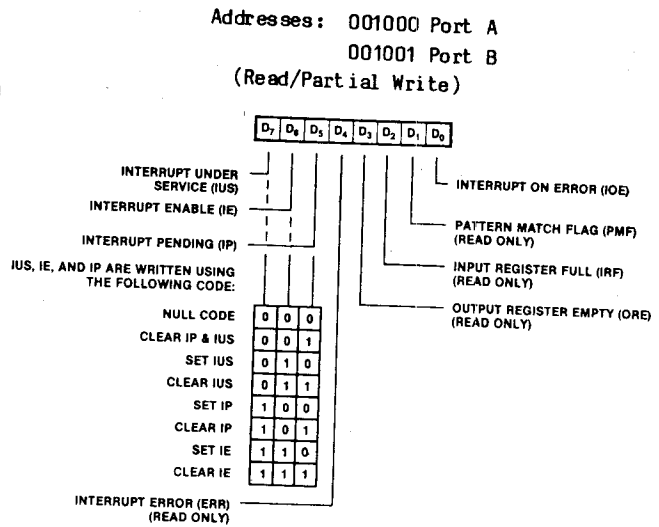 Addresses: 001000 Port A
001001 Port B
(Read/Partial Write)
D7 D6 D5 D4 D3 D2 D1 D0
INTERRUPT UNDER
SERVICE (IUS)
INTERRUPT ENABLE (IE)
INTERRUPT PENDING (IP)
IUS, IE, AND IP ARE WRITTEN USING
THE FOLLOWING CODE:
NULL CODE 0 0 0
CLEAR IP & IUS 0 0 1
SET IUS 0 1 0
CLEAR IUS 0 1 1
SET IP 1 0 0
CLEAR IP 1 0 1
SET IE 1 1 0
CLEAR IE 1 1 1
INTERRUPT ERROR (ERR)
(READ ONLY)
INTERRUPT ON ERROR (IOE)
PATTERN MATCH FLAG (PMF)
(READ ONLY)
INPUT REGISTER FULL (IRF)
(READ ONLY)
OUTPUT REGISTER EMPTY (ORE)
(READ ONLY)